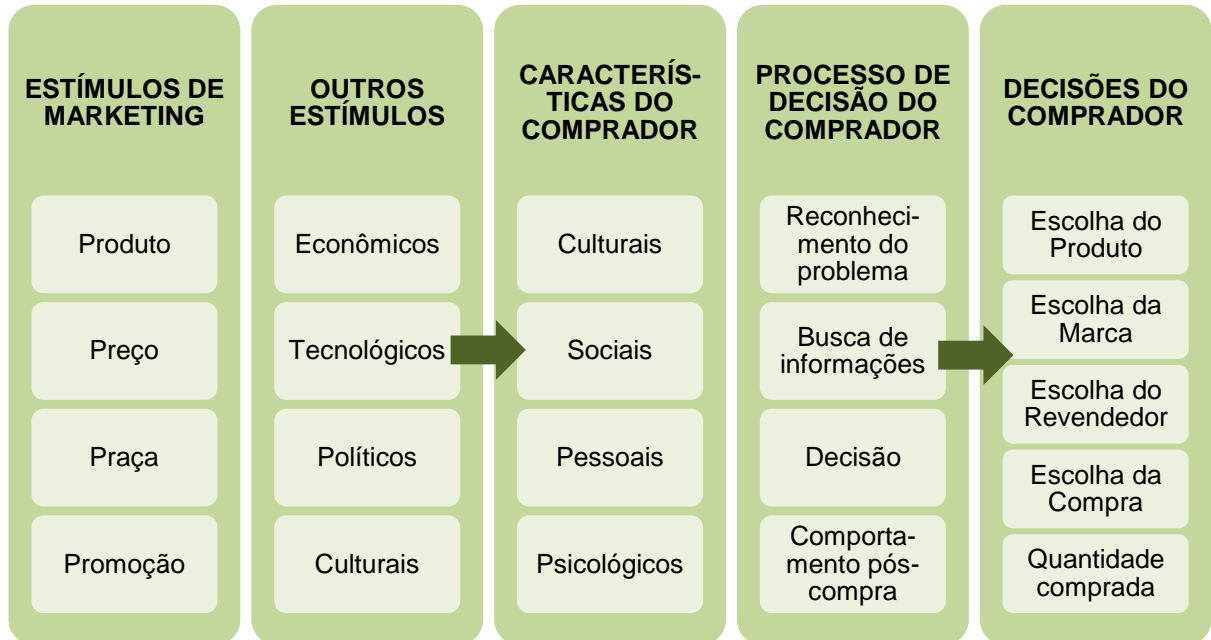 ESTÍMULOS DE
MARKETING
Produto
Preço
Praça
Promoção
OUTROS
ESTÍMULOS
Econômicos
Tecnológicos
Políticos
Culturais
CARACTERÍS-
TICAS DO
COMPRADOR
Culturais
Sociais
Pessoais
Psicológicos
PROCESSO DE
DECISÃO DO
COMPRADOR
Reconheci-
mento do
problema
Busca de
informações
Decisão
Comporta-
mento pós-
compra
DECISÕES DO
COMPRADOR
Escolha do
Produto
Escolha da
Marca
Escolha do
Revendedor
Escolha da
Compra
Quantidade
comprada